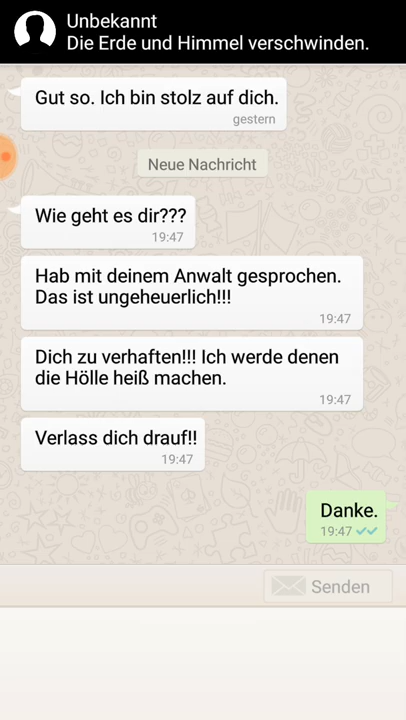 Unbekannt
Die Erde und Himmel verschwinden.
Gut so. Ich bin stolz auf dich.
gestern
Neue Nachricht
Wie geht es dir???
19:47
Hab mit deinem Anwalt gesprochen.
Das ist ungeheuerlich!!!
19:47
Dich zu verhaften!!! Ich werde denen
die Hölle heiß machen.
19:47
Verlass dich drauf!!
19:47
Danke.
19:47
Senden